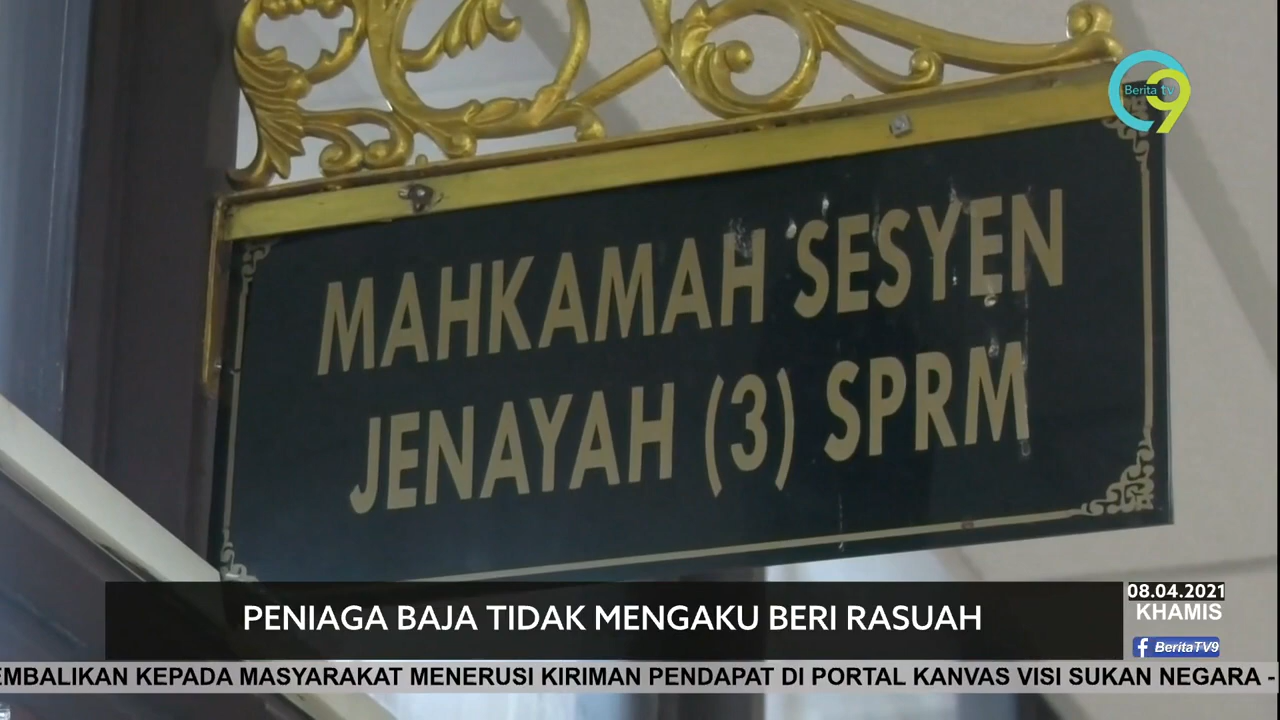 Berita tv9
MAHKAMAH SESYEN
JENAYAH (3) SPRM
PENIAGA BAJA TIDAK MENGAKU BERI RASUAH
08.04.2021
KHAMIS
f BeritaTV9
EMBALIKAN KEPADA MASYARAKAT MENERUSI KIRIMAN PENDAPAT DI PORTAL KANVAS VISI SUKAN NEGARA -